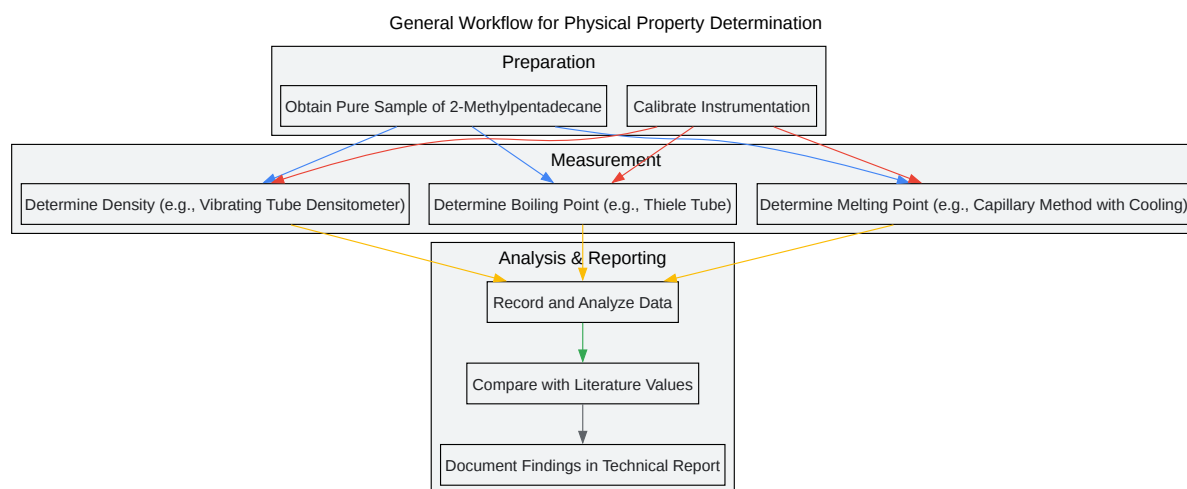 General Workflow for Physical Property Determination
Preparation
Obtain Pure Sample of 2-Methylpentadecane
Calibrate Instrumentation
Measurement
Determine Density (e.g., Vibrating Tube Densitometer)
Determine Boiling Point (e.g., Thiele Tube)
Determine Melting Point (e.g., Capillary Method with Cooling)
Analysis & Reporting
Record and Analyze Data
Compare with Literature Values
Document Findings in Technical Report